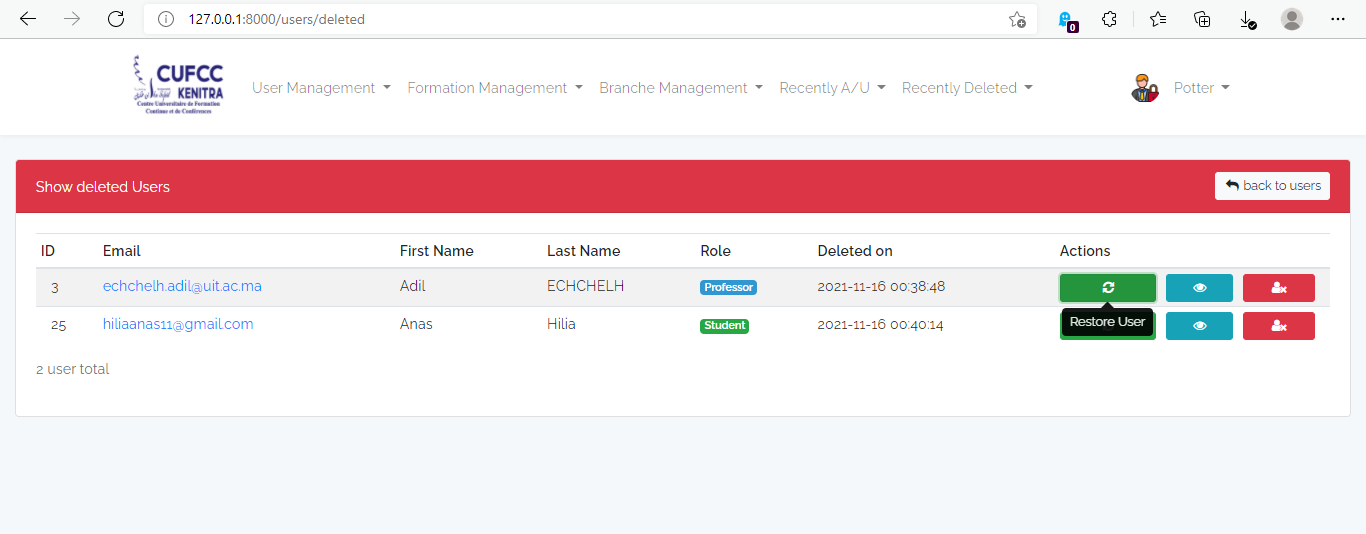 127.0.0.1:8000/users/deleted
0
CUFCC
KENITRA
Centre Universitaire de Formation
Continue et de Conférences
User Management Formation Management Branche Management Recently A/U Recently Deleted Potter
Show deleted Users back to users
ID Email First Name Last Name Role Deleted on Actions
3 echchelh.adil@uit.ac.ma Adil ECHCHELH Professor 2021-11-16 00:38:48
25 hiliaanas11@gmail.com Anas Hilia Student 2021-11-16 00:40:14
Restore User
2 user total